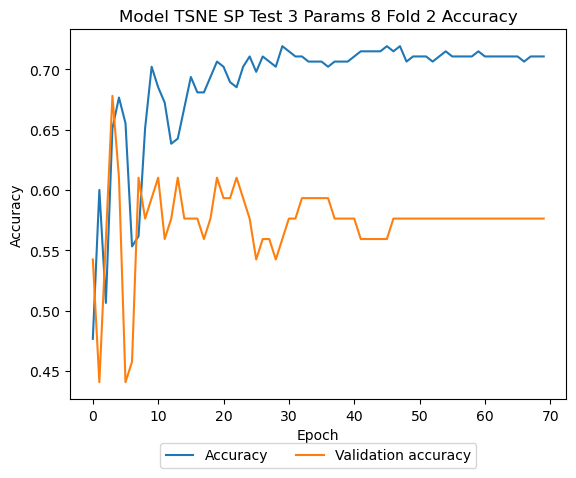 Model TSNE SP Test 3 Params 8 Fold 2 Accuracy
Accuracy
0.70
0.65
0.60
0.55
0.50
0.45
0 10 20 30 40 50 60 70
Epoch
Accuracy Validation accuracy